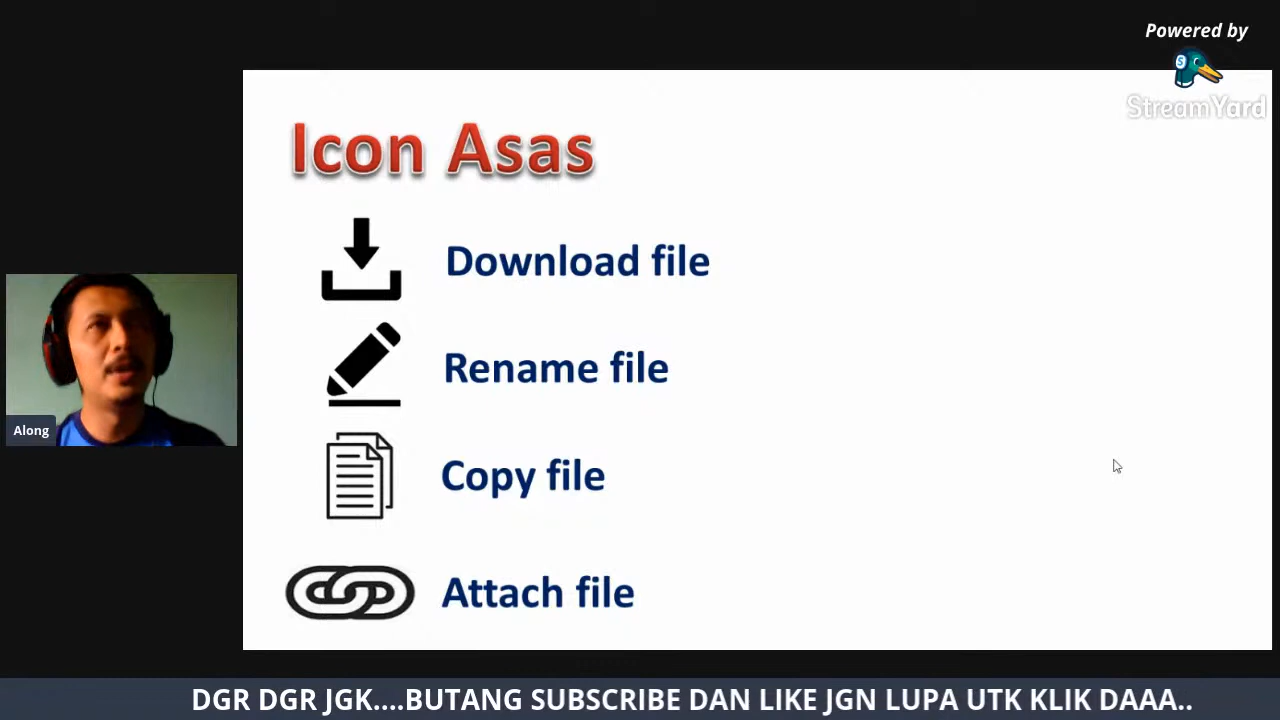 Powered by
StreamYard
Icon Asas
Download file
Rename file
Copy file
Attach file
Along
DGR DGR JGK....BUTANG SUBSCRIBE DAN LIKE JGN LUPA UTK KLIK DAAA..